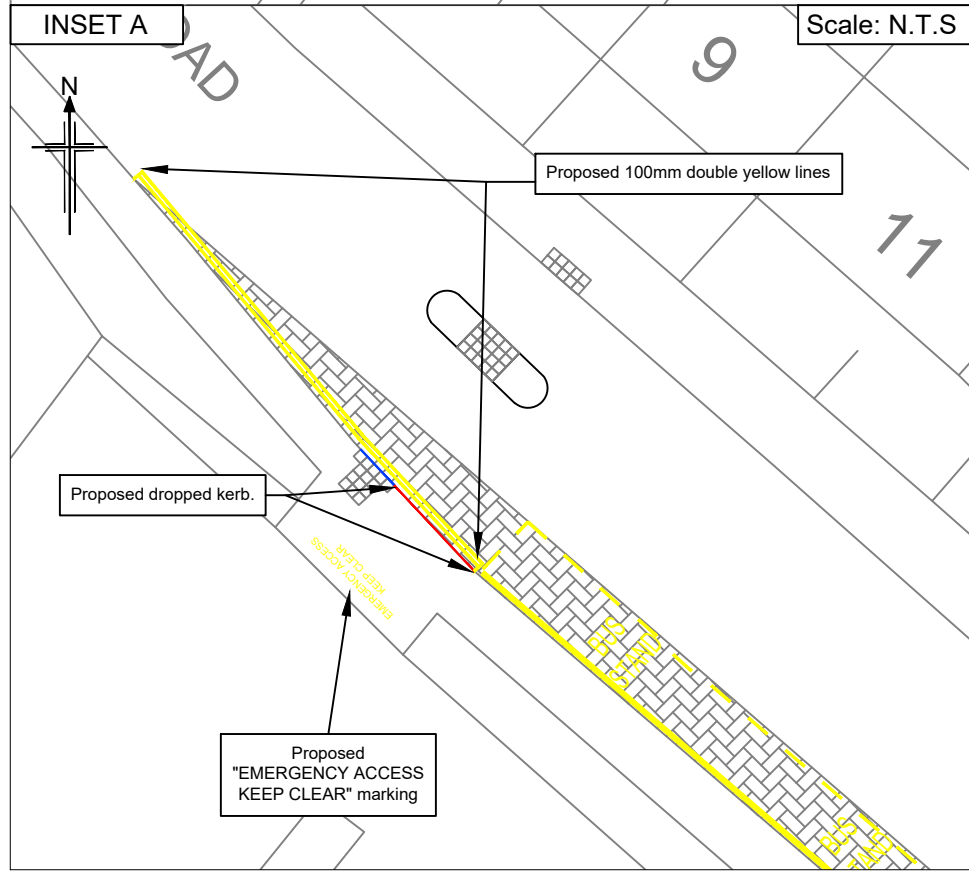 INSET A
Scale: N.T.S
OAD
9
N
Proposed 100mm double yellow lines
11
Proposed dropped kerb.
EMERGENCY ACCESS
KEEP CLEAR
BUS
STAND
Proposed
"EMERGENCY ACCESS
KEEP CLEAR" marking
BUS
STAND